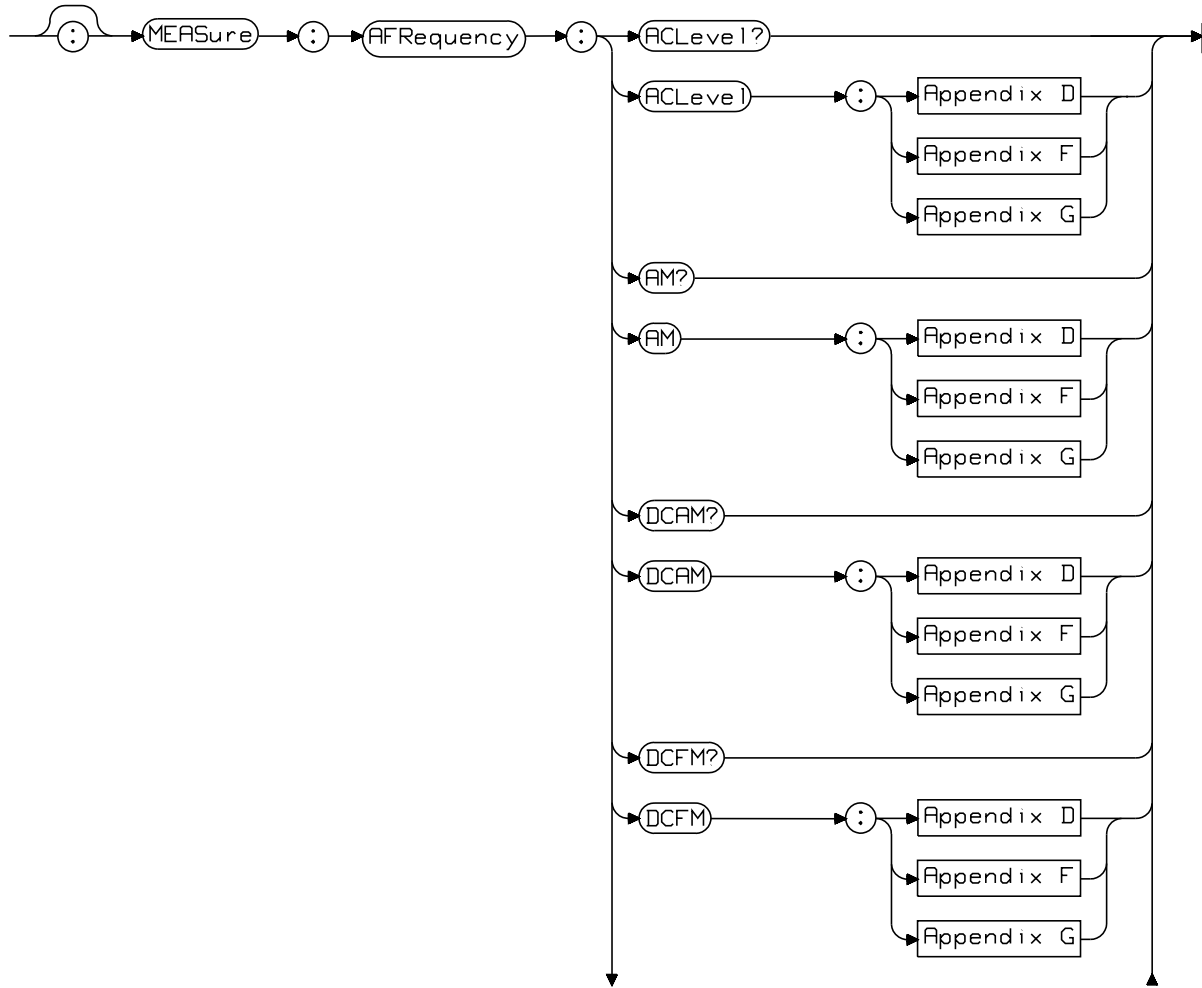 : MEASure : AFRequency : ACLevel?
ACLevel : Appendix D
Appendix F
Appendix G
AM?
AM : Appendix D
Appendix F
Appendix G
DCAM?
DCAM : Appendix D
Appendix F
Appendix G
DCFM?
DCFM : Appendix D
Appendix F
Appendix G